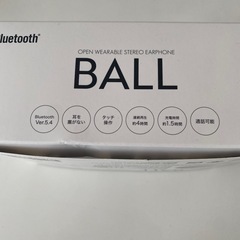 luetooth®
OPEN WEARABLE STEREO EARPHONE
BALL
Bluetooth
Ver.5.4
耳を
塞がない
タッチ
操作
連続再生
約4時間
充電時間
約1.5時間
通話可能